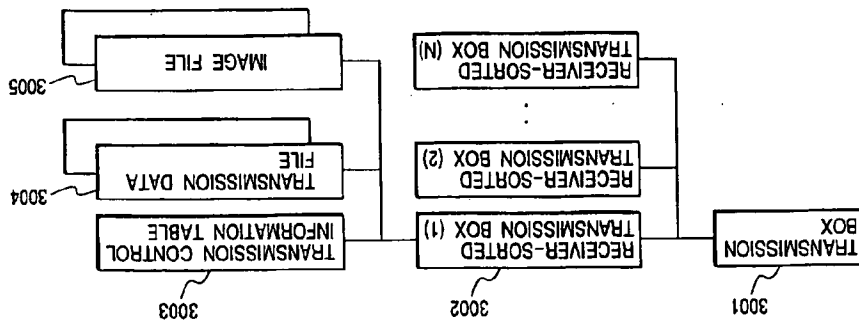 3001
3002
3003
TRANSMISSION
BOX
RECEIVER-SORTED
TRANSMISSION BOX (1)
TRANSMISSION CONTROL
INFORMATION TABLE
RECEIVER-SORTED
TRANSMISSION BOX (2)
TRANSMISSION DATA
FILE
3004
RECEIVER-SORTED
TRANSMISSION BOX (N)
IMAGE FILE
3005